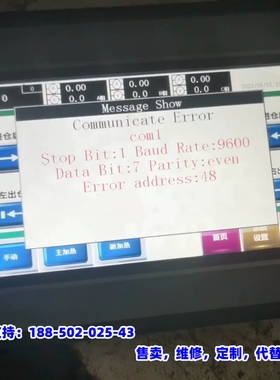 0.00 0.00
0 0.00 0.00
Message Show
Communicate Error
com1
Stop Bit:1 Baud Rate:9600
Data Bit:7 Parity:even
Error address:48
手动 主加热 副加热 首页 设置
支持: 188-502-025-43
售卖，维修，定制，代替